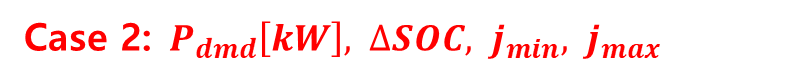 Case 2: P_dmd[kW], ΔSOC, j_min, j_max